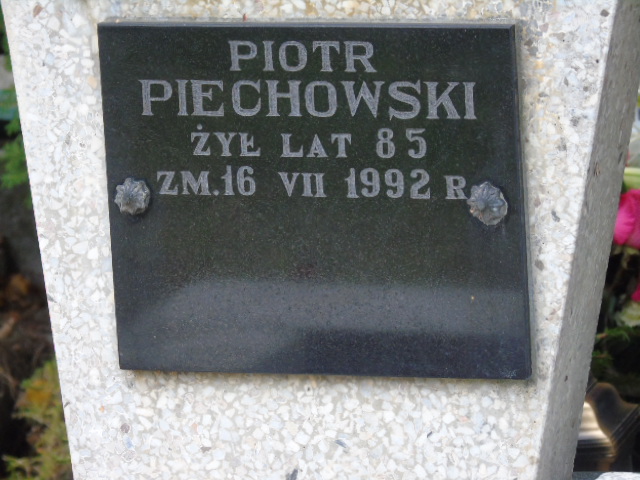 PIOTR
PIECHOWSKI
ŻYŁ LAT 85
ZM. 16 VII 1992 R